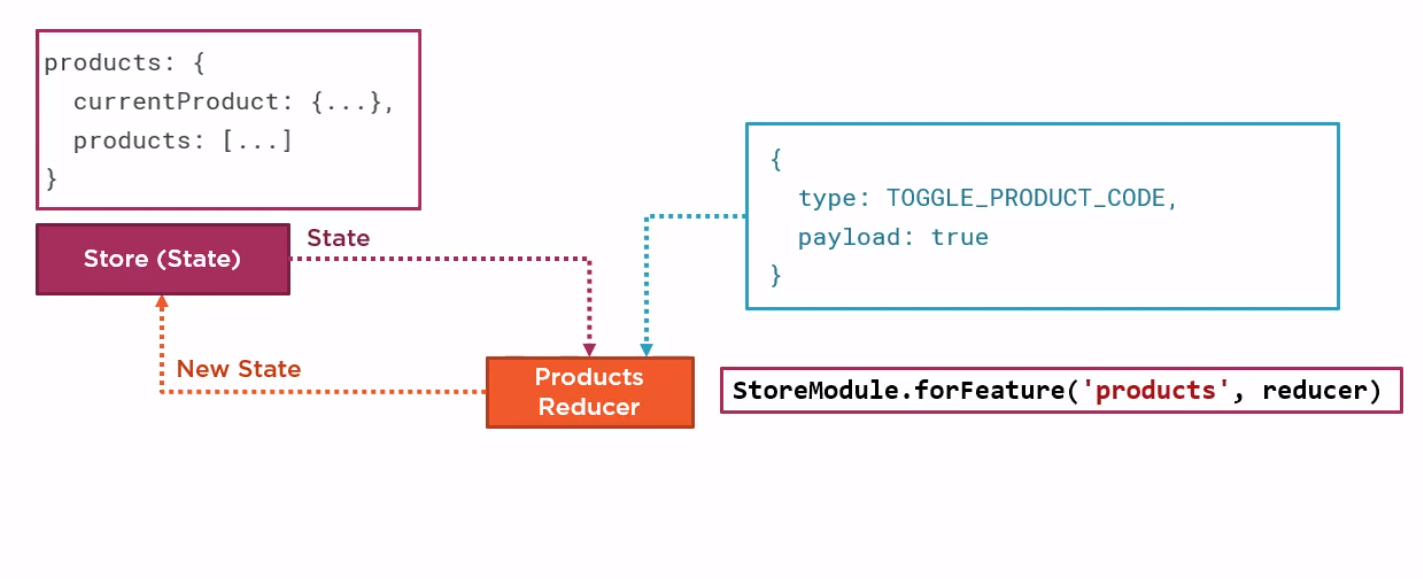 products: {
  currentProduct: {...},
  products: [...]
}
{
  type: TOGGLE_PRODUCT_CODE,
  payload: true
}
State
Store (State)
New State
Products
Reducer
StoreModule.forFeature('products', reducer)